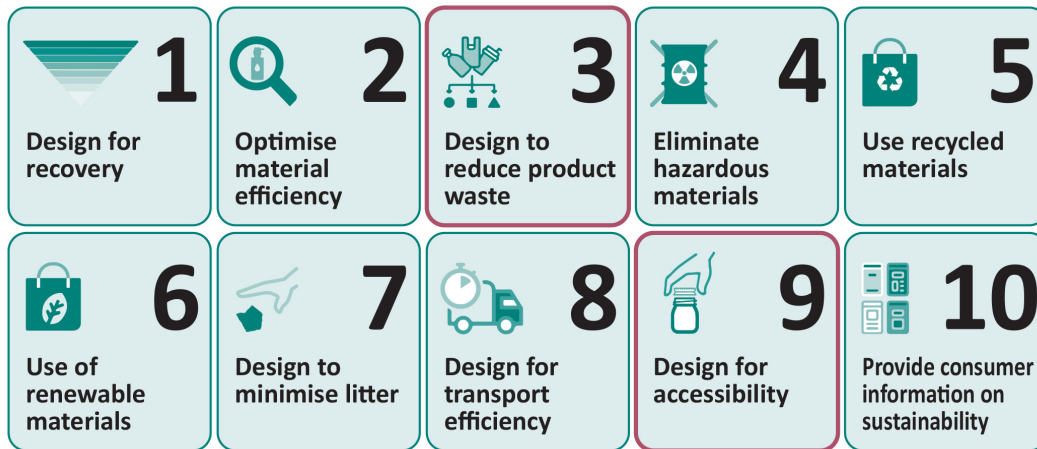 1
Design for
recovery
2
Optimise
material
efficiency
3
Design to
reduce product
waste
4
Eliminate
hazardous
materials
5
Use recycled
materials
6
Use of
renewable
materials
7
Design to
minimise litter
8
Design for
transport
efficiency
9
Design for
accessibility
10
Provide consumer
information on
sustainability